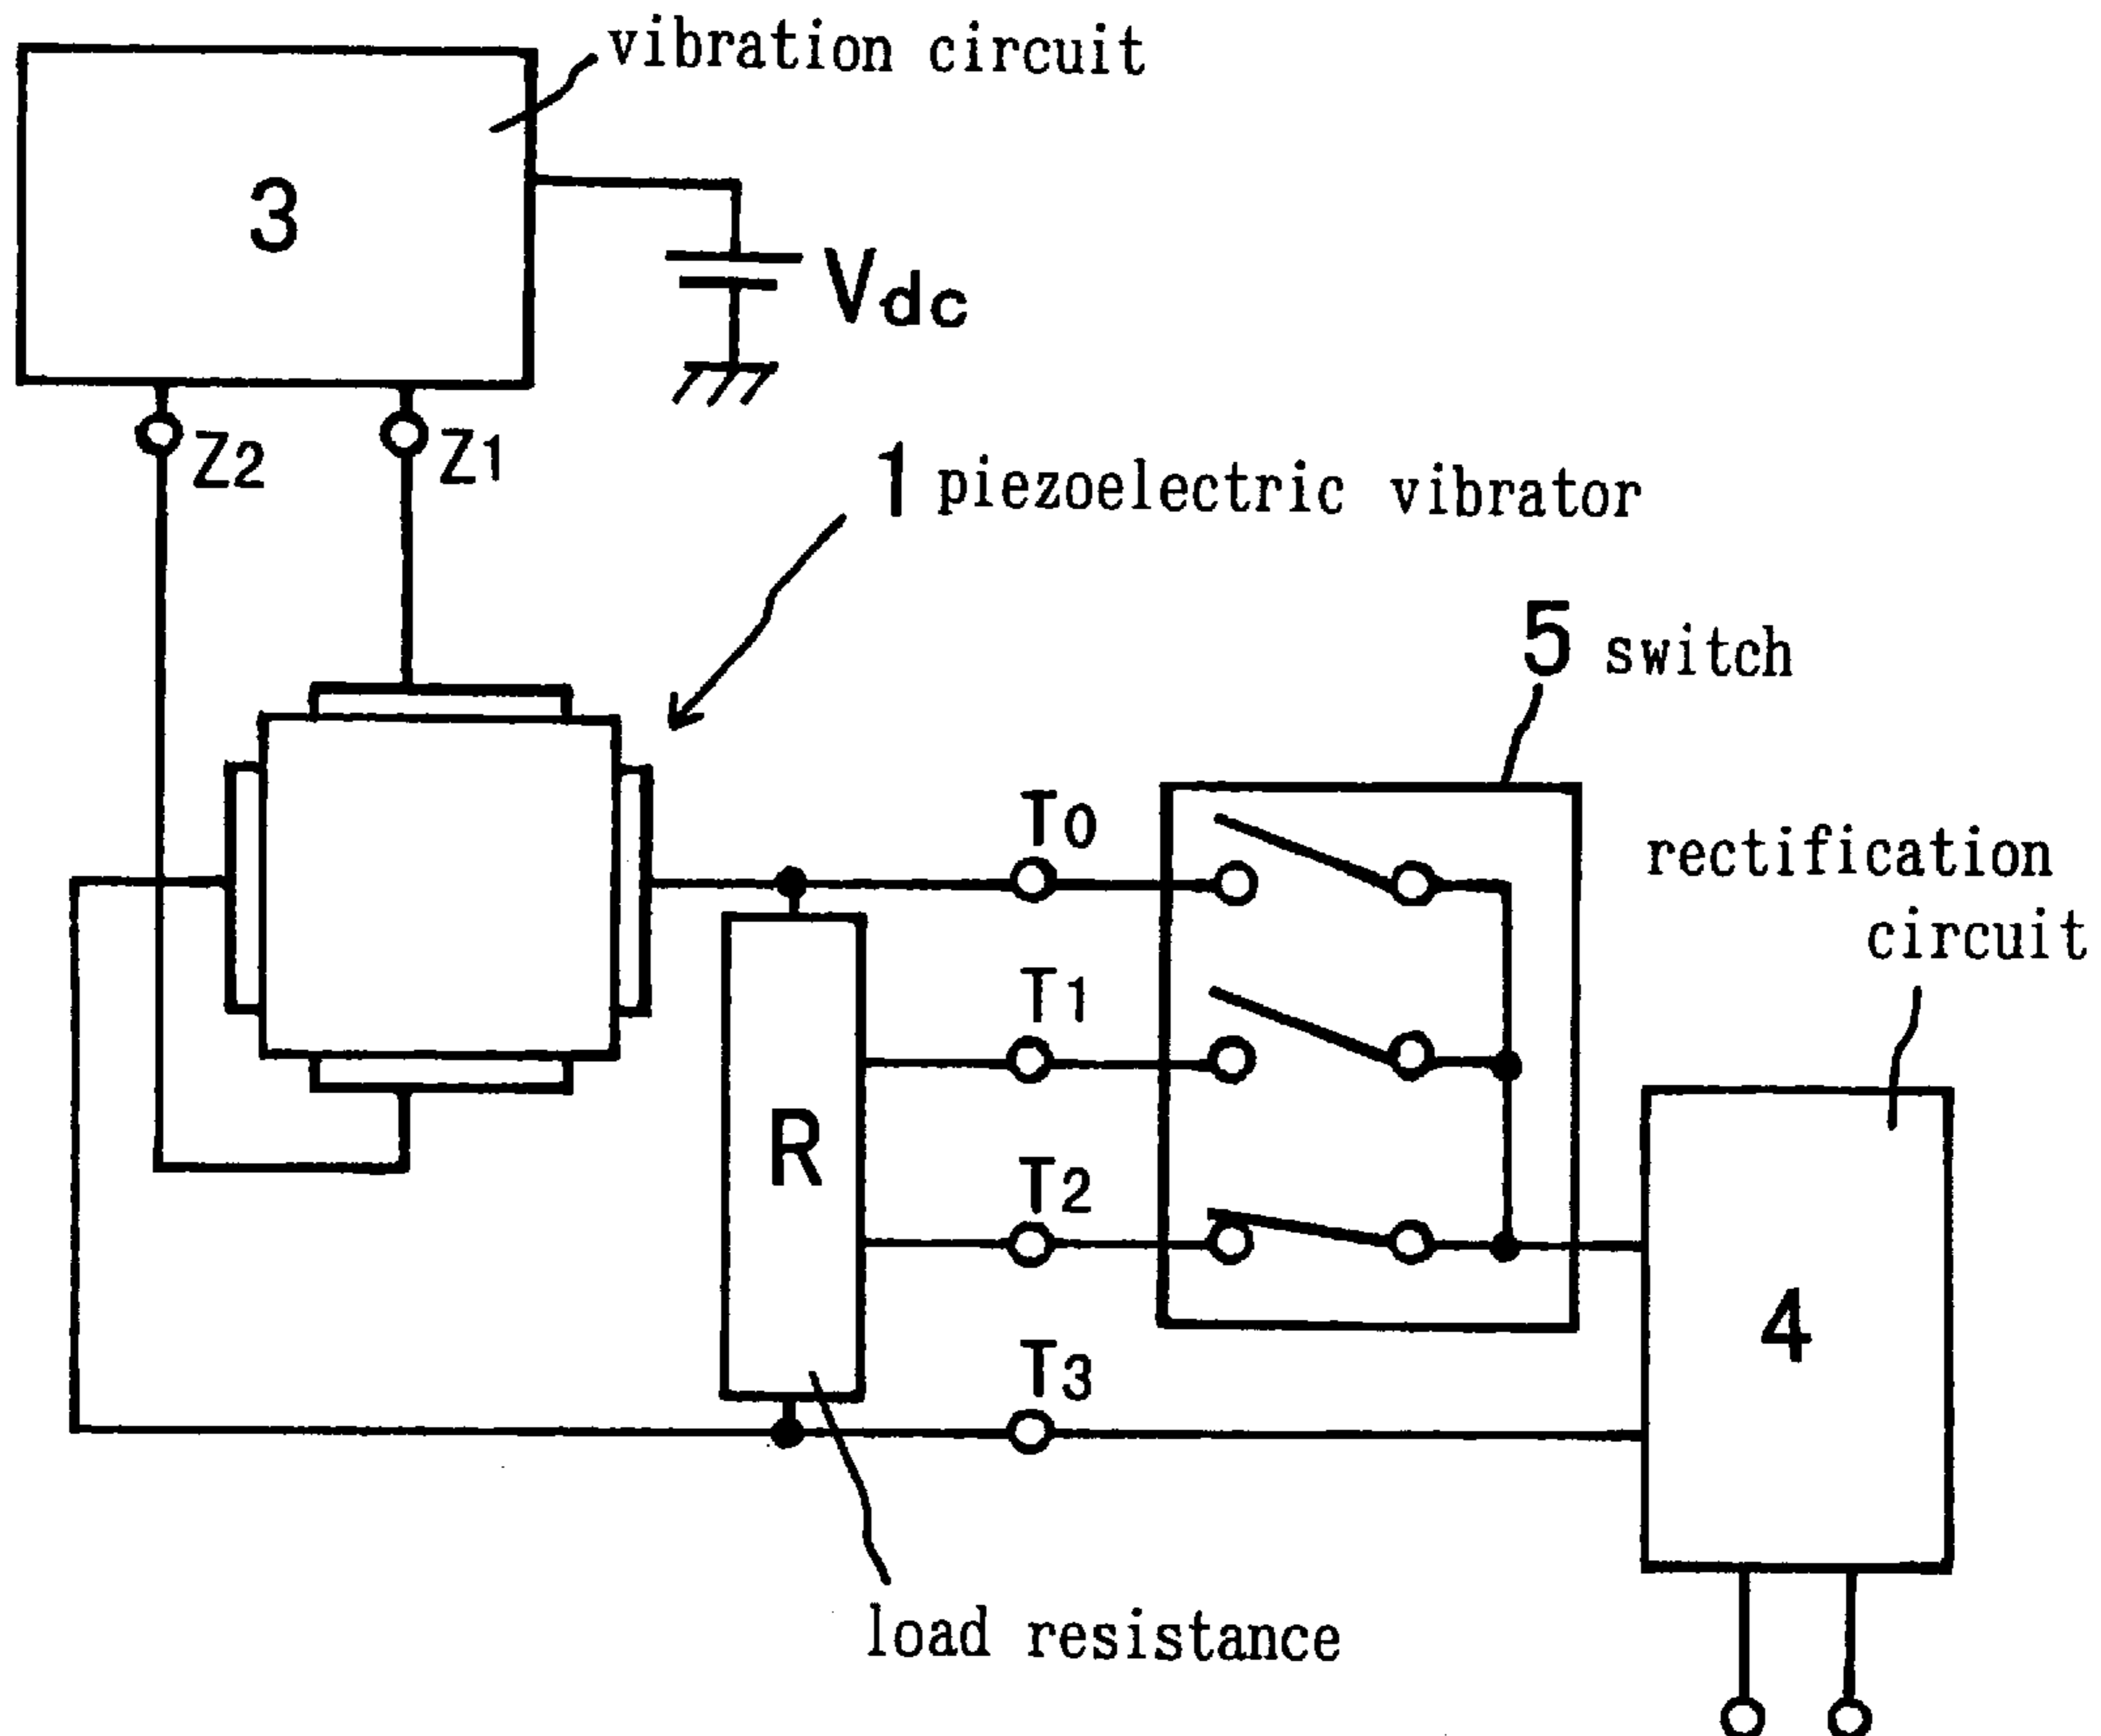 vibration circuit
3
Vdc
Z2
Z1
1 piezoelectric vibrator
5 switch
T0
rectification
circuit
T1
R
T2
4
T3
load resistance